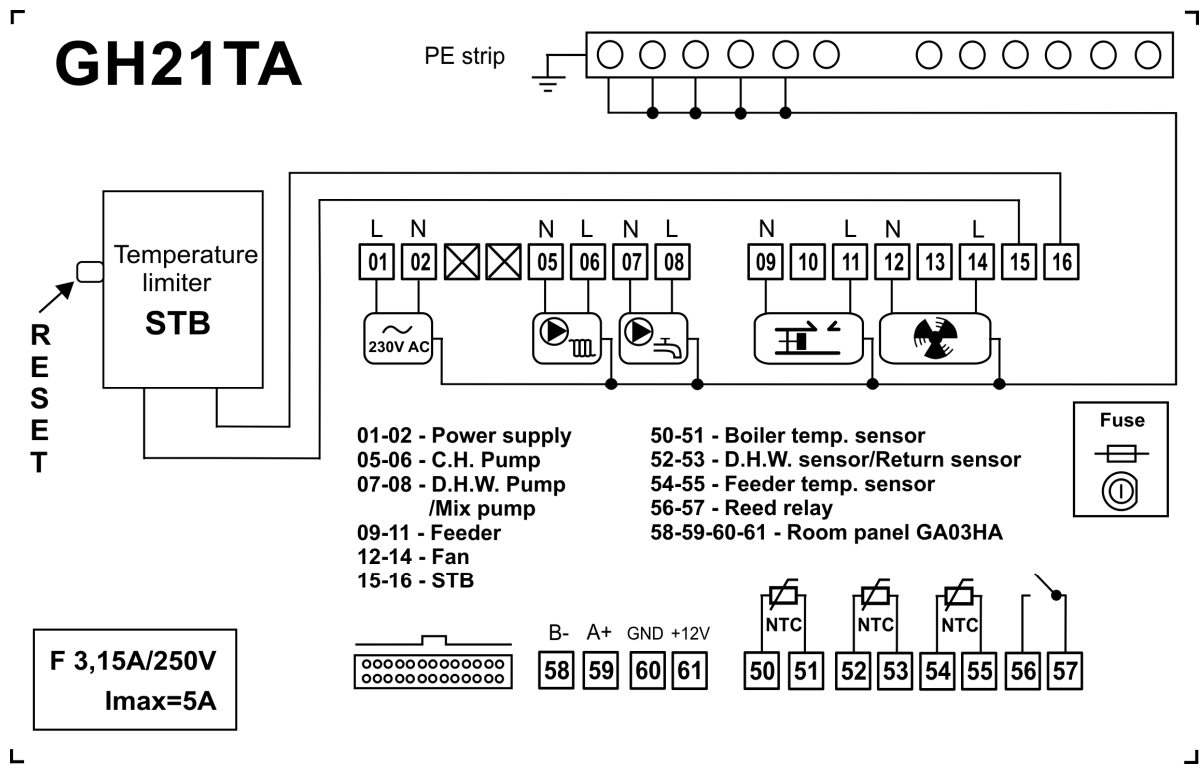 GH21TA
PE strip
Temperature
limiter
STB
RESET
L N N L N L N L N L
01 02 05 06 07 08 09 10 11 12 13 14 15 16
230V AC
01-02 - Power supply
05-06 - C.H. Pump
07-08 - D.H.W. Pump
/Mix pump
09-11 - Feeder
12-14 - Fan
15-16 - STB
50-51 - Boiler temp. sensor
52-53 - D.H.W. sensor/Return sensor
54-55 - Feeder temp. sensor
56-57 - Reed relay
58-59-60-61 - Room panel GA03HA
Fuse
F 3,15A/250V
Imax=5A
B- A+ GND +12V
58 59 60 61
NTC NTC NTC
50 51 52 53 54 55 56 57